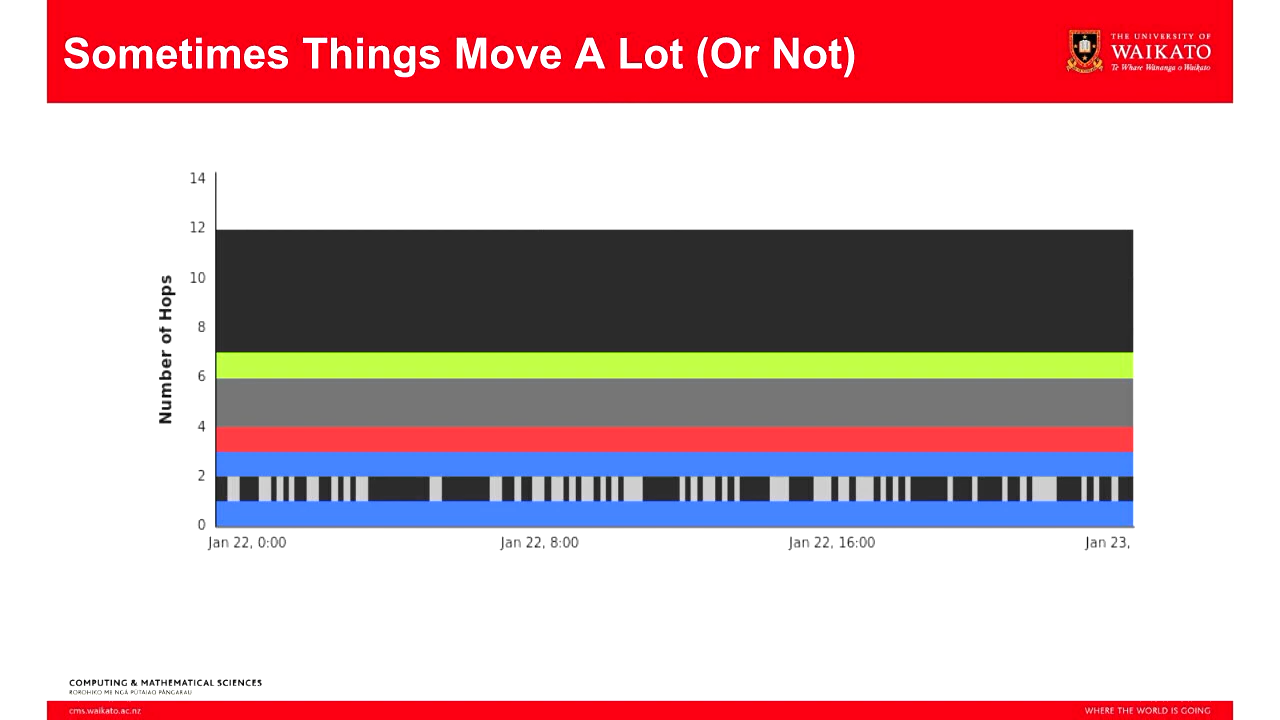 Sometimes Things Move A Lot (Or Not)
THE UNIVERSITY OF
WAIKATO
Te Whare Wānanga o Waikato
14
12
10
8
6
4
2
0
Number of Hops
Jan 22, 0:00
Jan 22, 8:00
Jan 22, 16:00
Jan 23,
COMPUTING & MATHEMATICAL SCIENCES
ROROHIKO ME NGĀ PŪTAIAO PĀNGARAU
cms.waikato.ac.nz
WHERE THE WORLD IS GOING